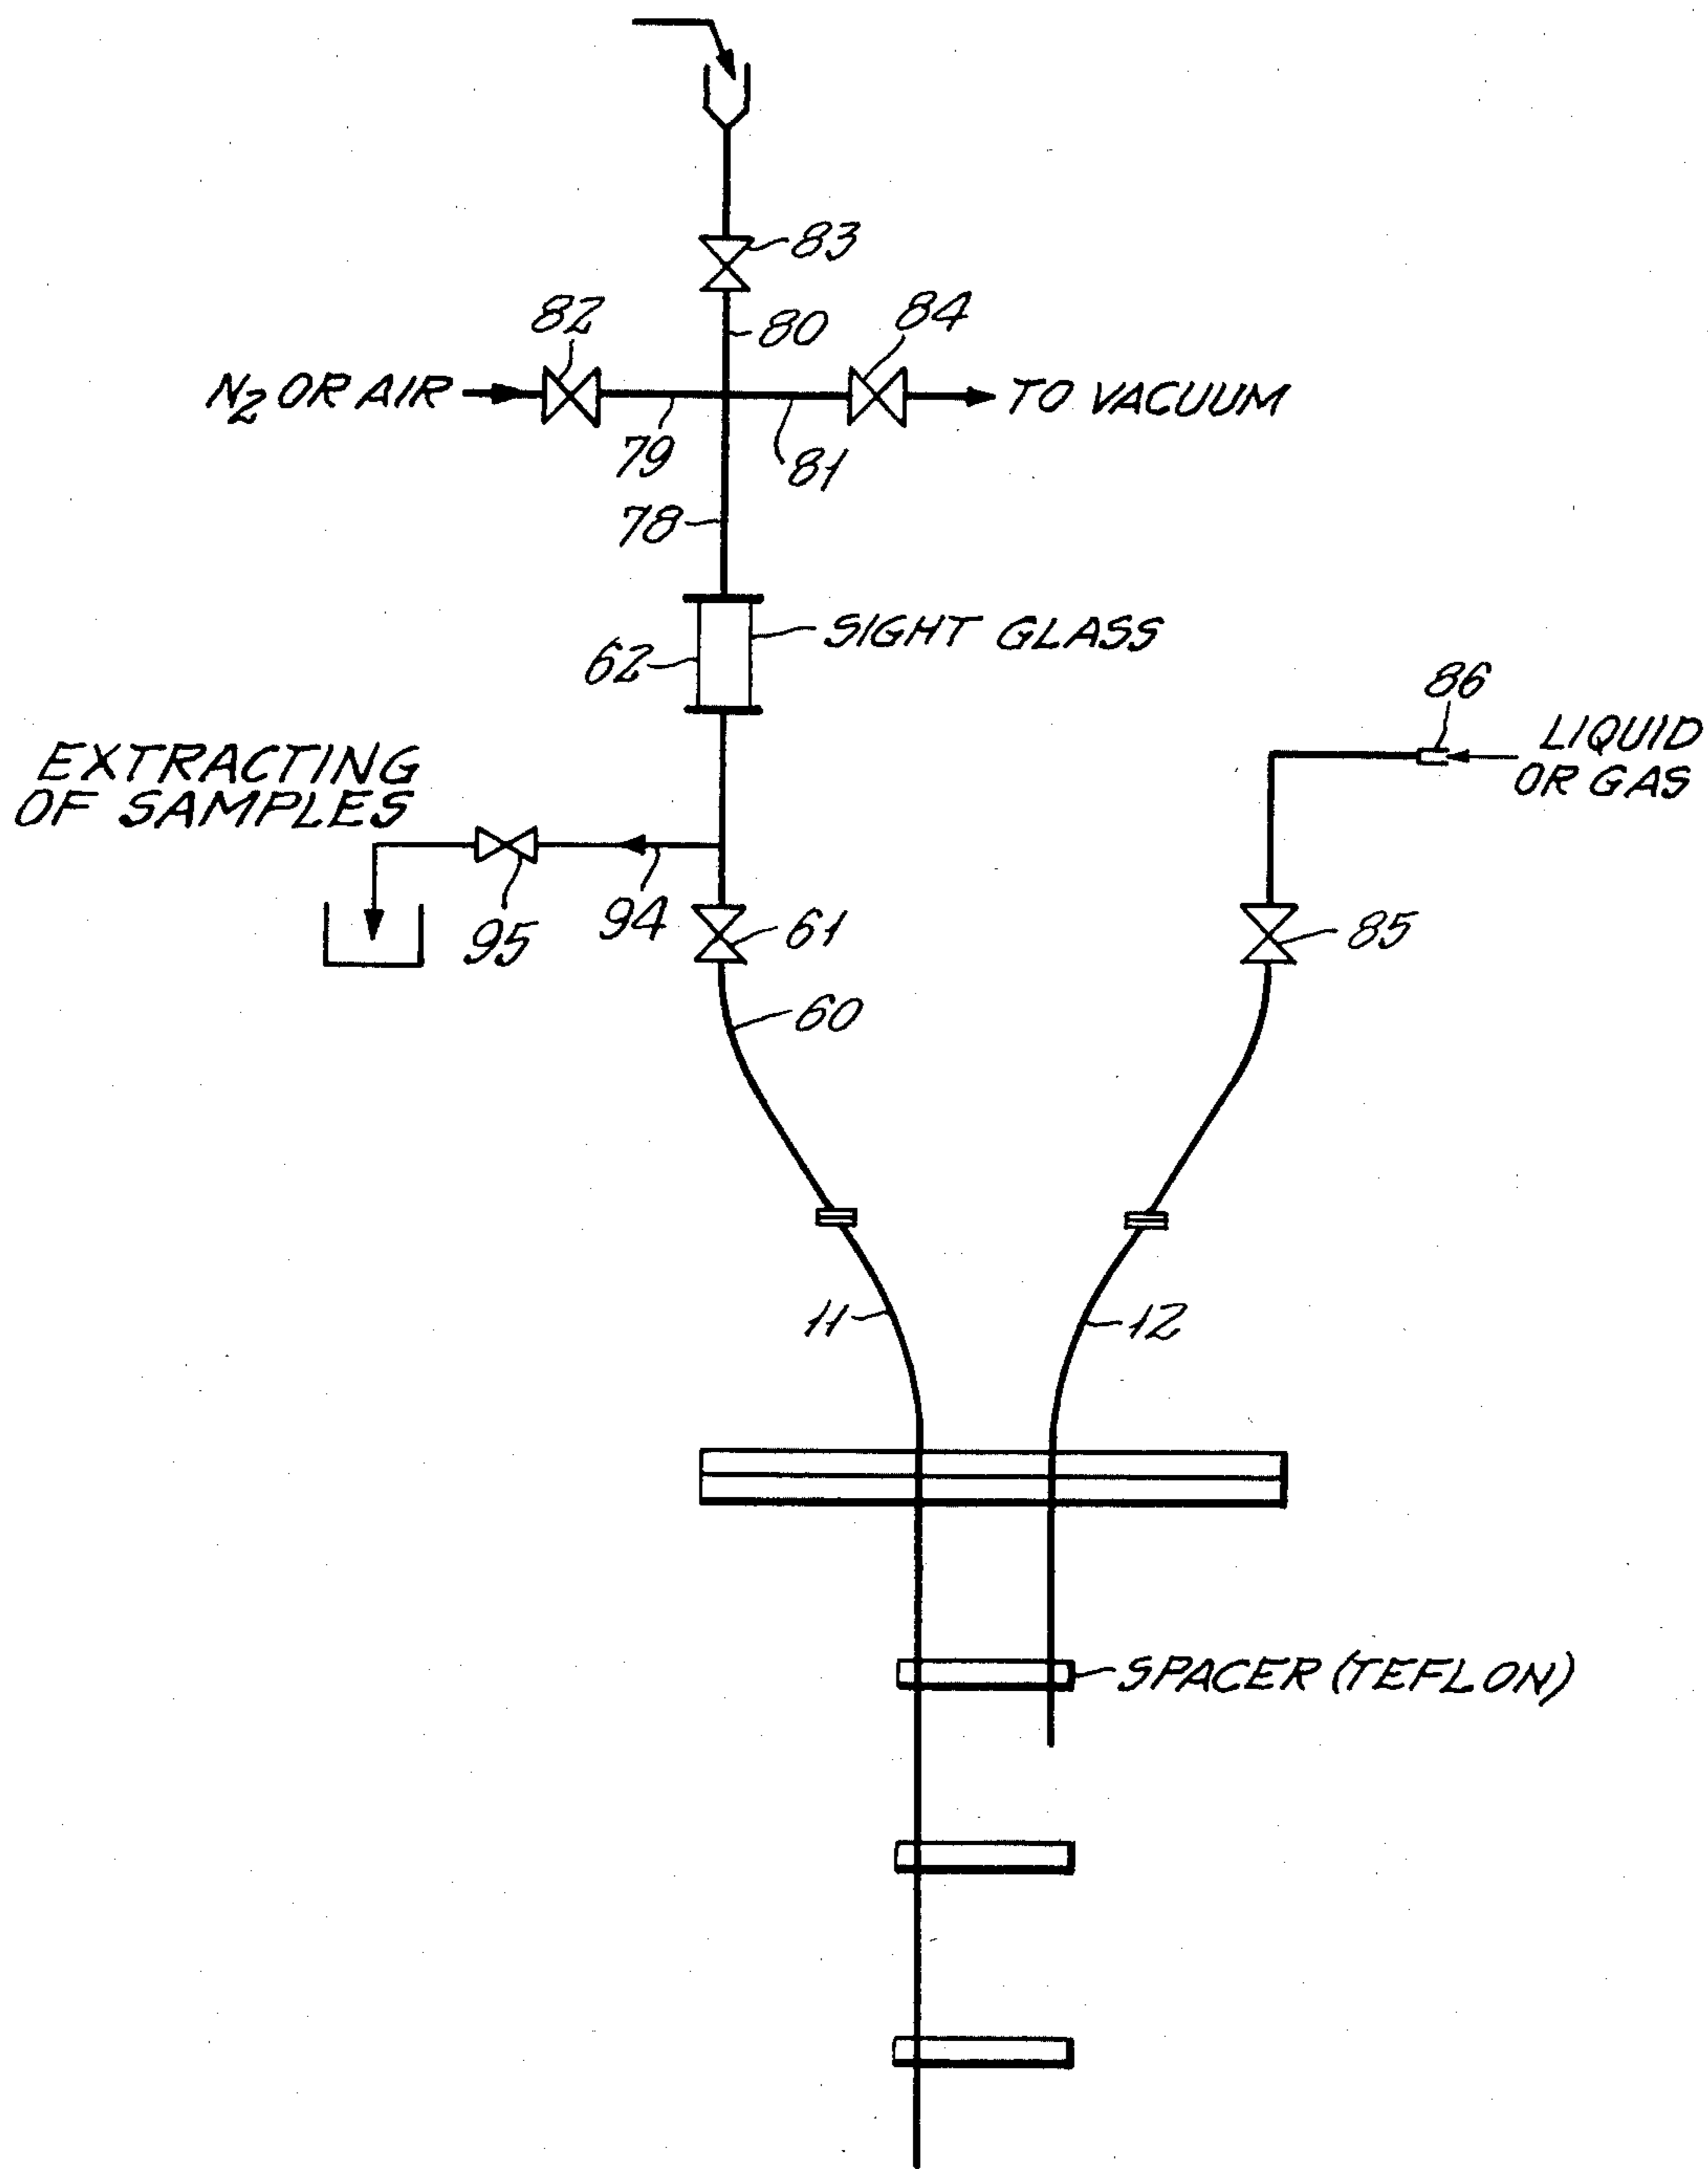 83
82
80
84
N2 OR AIR
TO VACUUM
79
81
78
SIGHT GLASS
62
86
LIQUID
OR GAS
EXTRACTING
OF SAMPLES
95
94
61
85
60
11
12
SPACER (TEFLON)